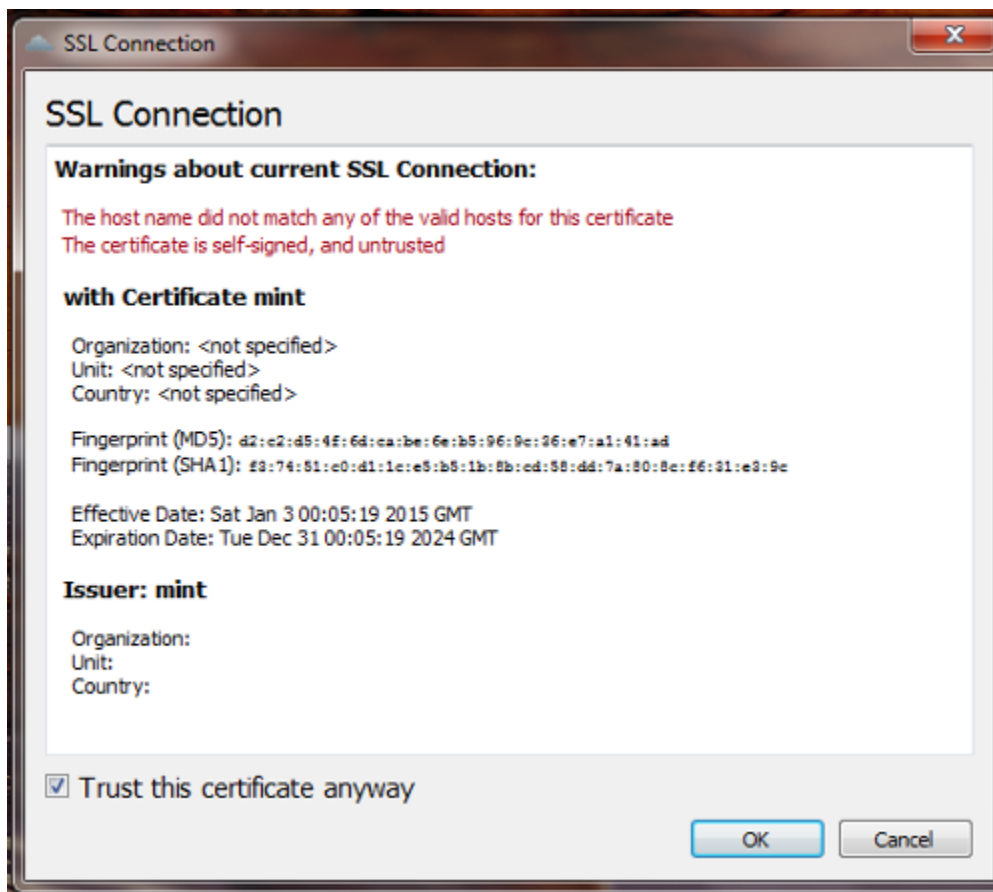 SSL Connection
SSL Connection
Warnings about current SSL Connection:
The host name did not match any of the valid hosts for this certificate
The certificate is self-signed, and untrusted
with Certificate mint
Organization: <not specified>
Unit: <not specified>
Country: <not specified>
Fingerprint (MD5): d2:c2:d5:4f:6d:ca:be:6e:b5:96:9c:36:e7:a1:41:ad
Fingerprint (SHA1): f3:74:51:c0:d1:1c:e5:b5:1b:8b:cd:58:dd:7a:80:8c:f6:31:e3:9c
Effective Date: Sat Jan 3 00:05:19 2015 GMT
Expiration Date: Tue Dec 31 00:05:19 2024 GMT
Issuer: mint
Organization:
Unit:
Country:
Trust this certificate anyway
OK Cancel